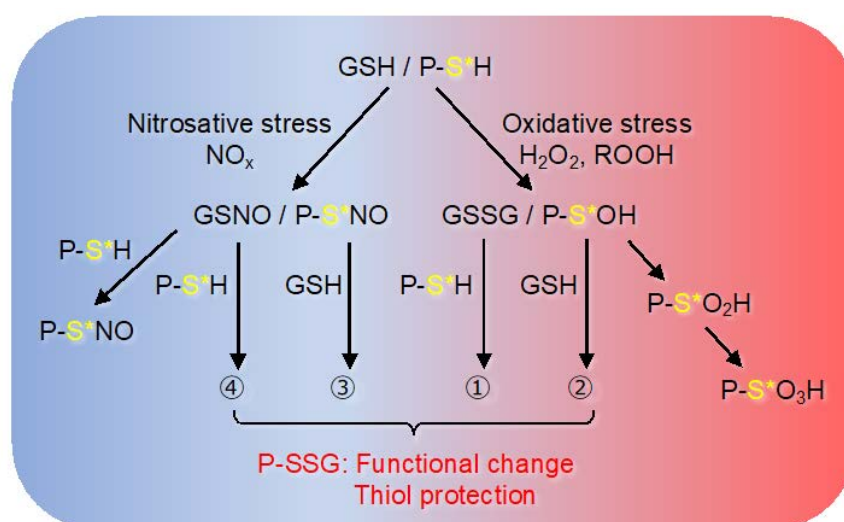 GSH / P-S*H
Nitrosative stress
NOₓ
Oxidative stress
H₂O₂, ROOH
GSNO / P-S*NO
GSSG / P-S*OH
P-S*H
P-S*NO
P-S*H
GSH
P-S*H
GSH
P-S*O₂H
P-S*O₃H
④
③
①
②
P-SSG: Functional change
Thiol protection